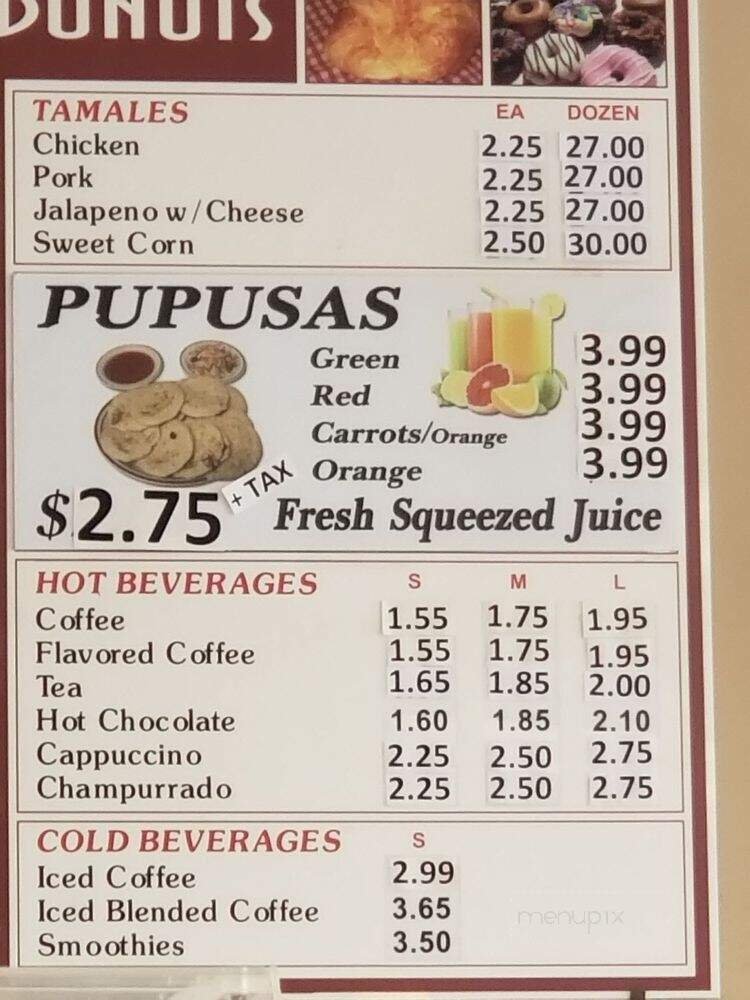 DONUTS
TAMALES EA DOZEN
Chicken 2.25 27.00
Pork 2.25 27.00
Jalapeno w/Cheese 2.25 27.00
Sweet Corn 2.50 30.00
PUPUSAS
Green 3.99
Red 3.99
Carrots/Orange 3.99
Orange 3.99
$2.75 + TAX Fresh Squeezed Juice
HOT BEVERAGES S M L
Coffee 1.55 1.75 1.95
Flavored Coffee 1.55 1.75 1.95
Tea 1.65 1.85 2.00
Hot Chocolate 1.60 1.85 2.10
Cappuccino 2.25 2.50 2.75
Champurrado 2.25 2.50 2.75
COLD BEVERAGES S
Iced Coffee 2.99
Iced Blended Coffee 3.65
Smoothies 3.50
menupix